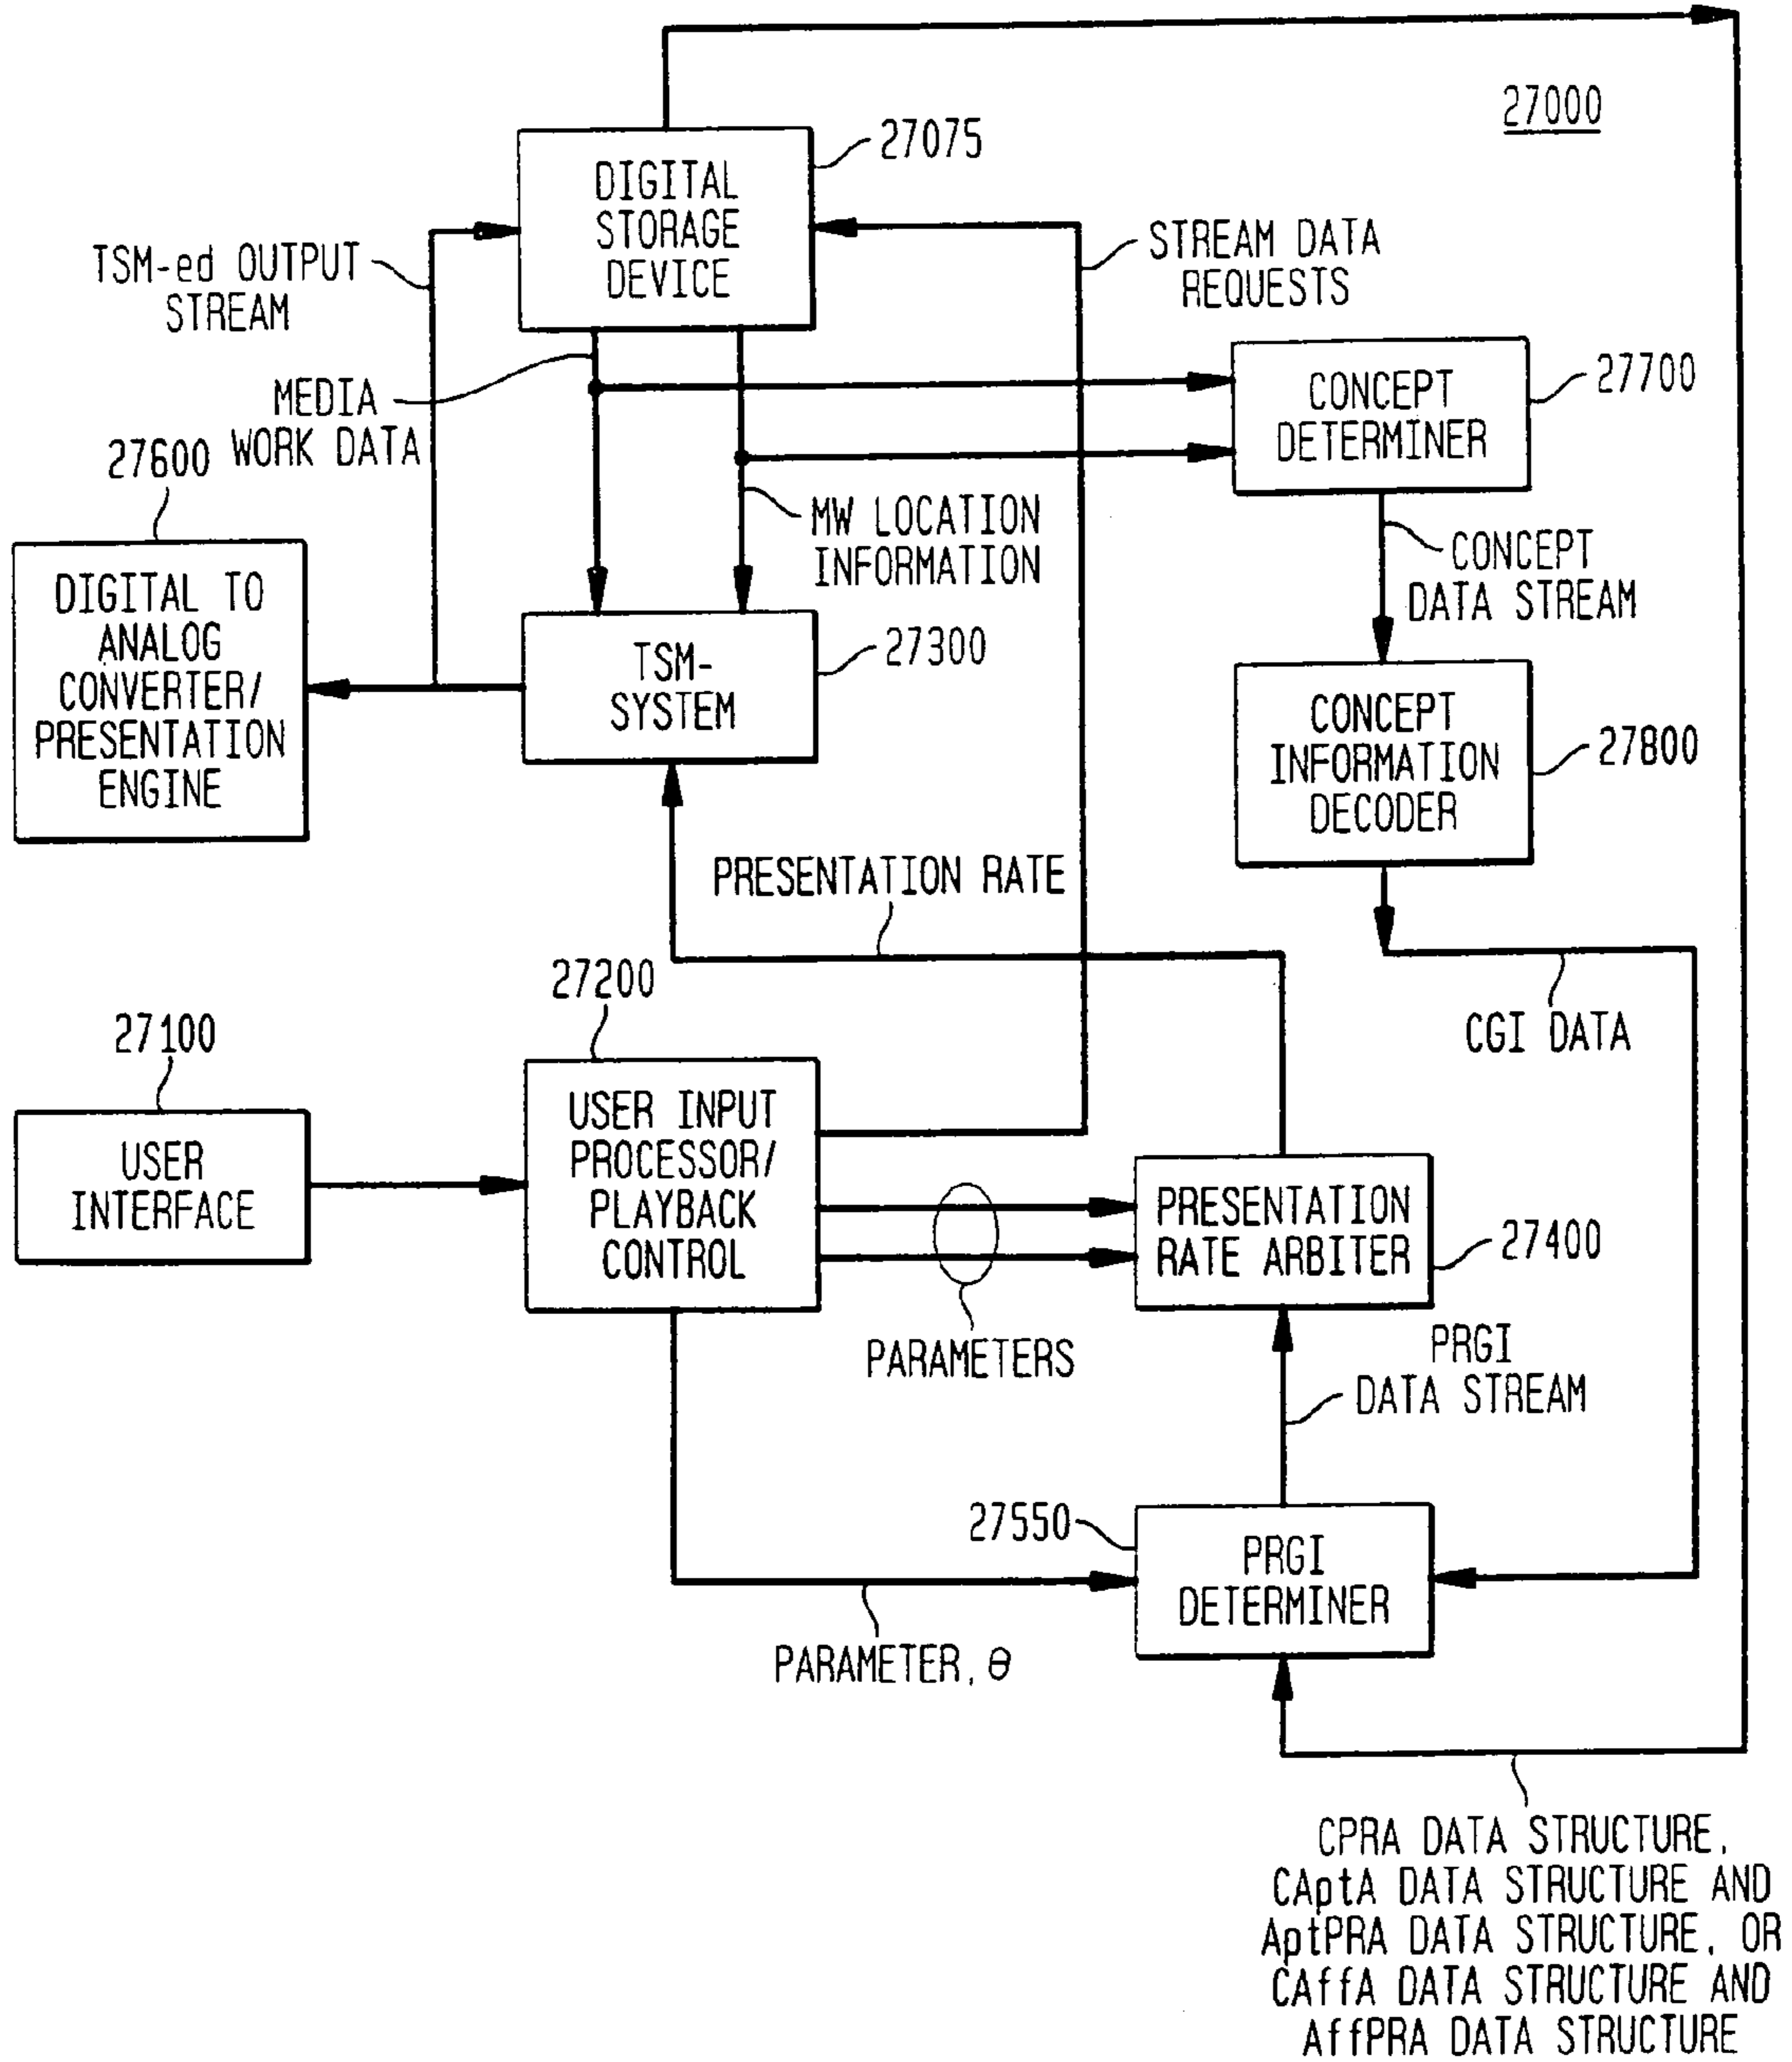 27000
27075
DIGITAL
STORAGE
DEVICE
STREAM DATA
REQUESTS
TSM-ed OUTPUT
STREAM
MEDIA
WORK DATA
27700
CONCEPT
DETERMINER
27600
MW LOCATION
INFORMATION
CONCEPT
DATA STREAM
DIGITAL TO
ANALOG
CONVERTER/
PRESENTATION
ENGINE
27300
TSM-
SYSTEM
CONCEPT
INFORMATION
DECODER
27800
PRESENTATION RATE
27200
CGI DATA
27100
USER
INTERFACE
USER INPUT
PROCESSOR/
PLAYBACK
CONTROL
PRESENTATION
RATE ARBITER
27400
PARAMETERS
PRGI
DATA STREAM
27550
PRGI
DETERMINER
PARAMETER, θ
CPRA DATA STRUCTURE,
CAptA DATA STRUCTURE AND
AptPRA DATA STRUCTURE, OR
CAffA DATA STRUCTURE AND
AffPRA DATA STRUCTURE